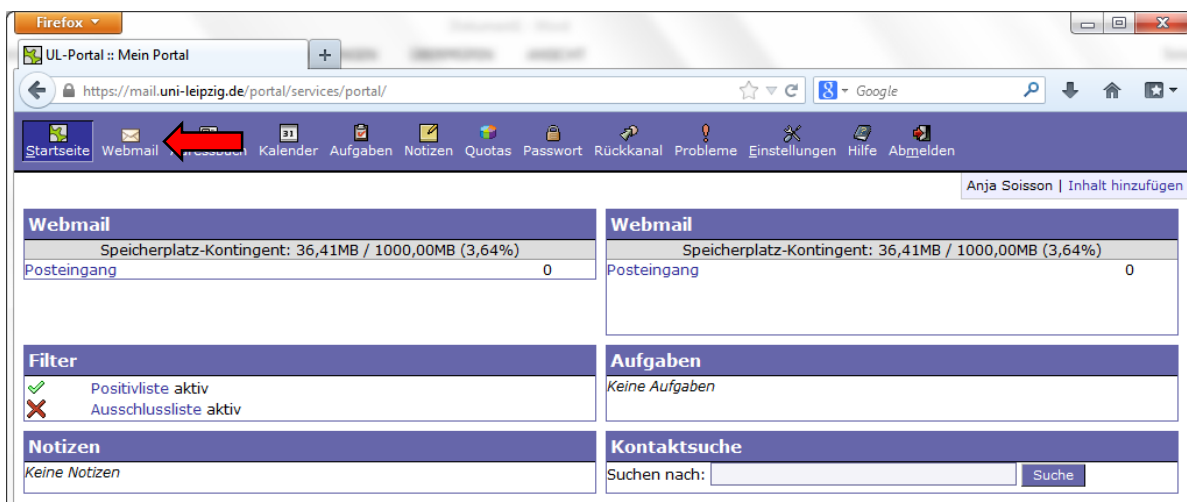 Firefox
UL-Portal :: Mein Portal
https://mail.uni-leipzig.de/portal/services/portal/
Google
Startseite Webmail Kalender Aufgaben Notizen Quotas Passwort Rückkanal Probleme Einstellungen Hilfe Abmelden
31
Anja Soisson | Inhalt hinzufügen
Webmail
Speicherplatz-Kontingent: 36,41MB / 1000,00MB (3,64%)
Posteingang 0
Webmail
Speicherplatz-Kontingent: 36,41MB / 1000,00MB (3,64%)
Posteingang 0
Filter
Positivliste aktiv
Ausschlussliste aktiv
Aufgaben
Keine Aufgaben
Notizen
Keine Notizen
Kontaktsuche
Suchen nach: Suche